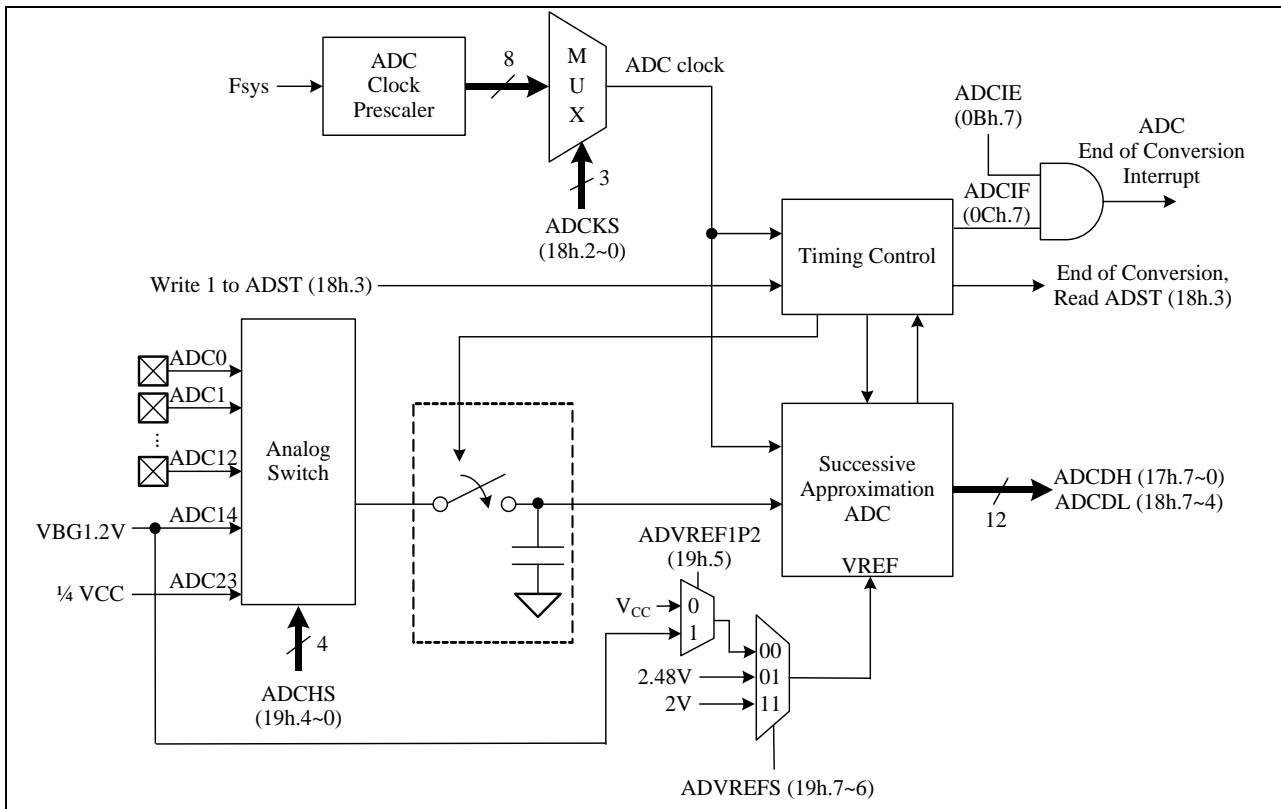 Fsys
ADC
Clock
Prescaler
8
M
U
X
ADC clock
3
ADCKS
(18h.2~0)
ADCIE
(0Bh.7)
ADC
End of Conversion
Interrupt
ADCIF
(0Ch.7)
Timing Control
Write 1 to ADST (18h.3)
End of Conversion,
Read ADST (18h.3)
ADC0
ADC1
...
ADC12
VBG1.2V
ADC14
¼ VCC
ADC23
Analog
Switch
4
ADCHS
(19h.4~0)
Successive
Approximation
ADC
VREF
12
ADCDH (17h.7~0)
ADCDL (18h.7~4)
ADVREF1P2
(19h.5)
VCC
0
1
2.48V
2V
00
01
11
ADVREFS (19h.7~6)